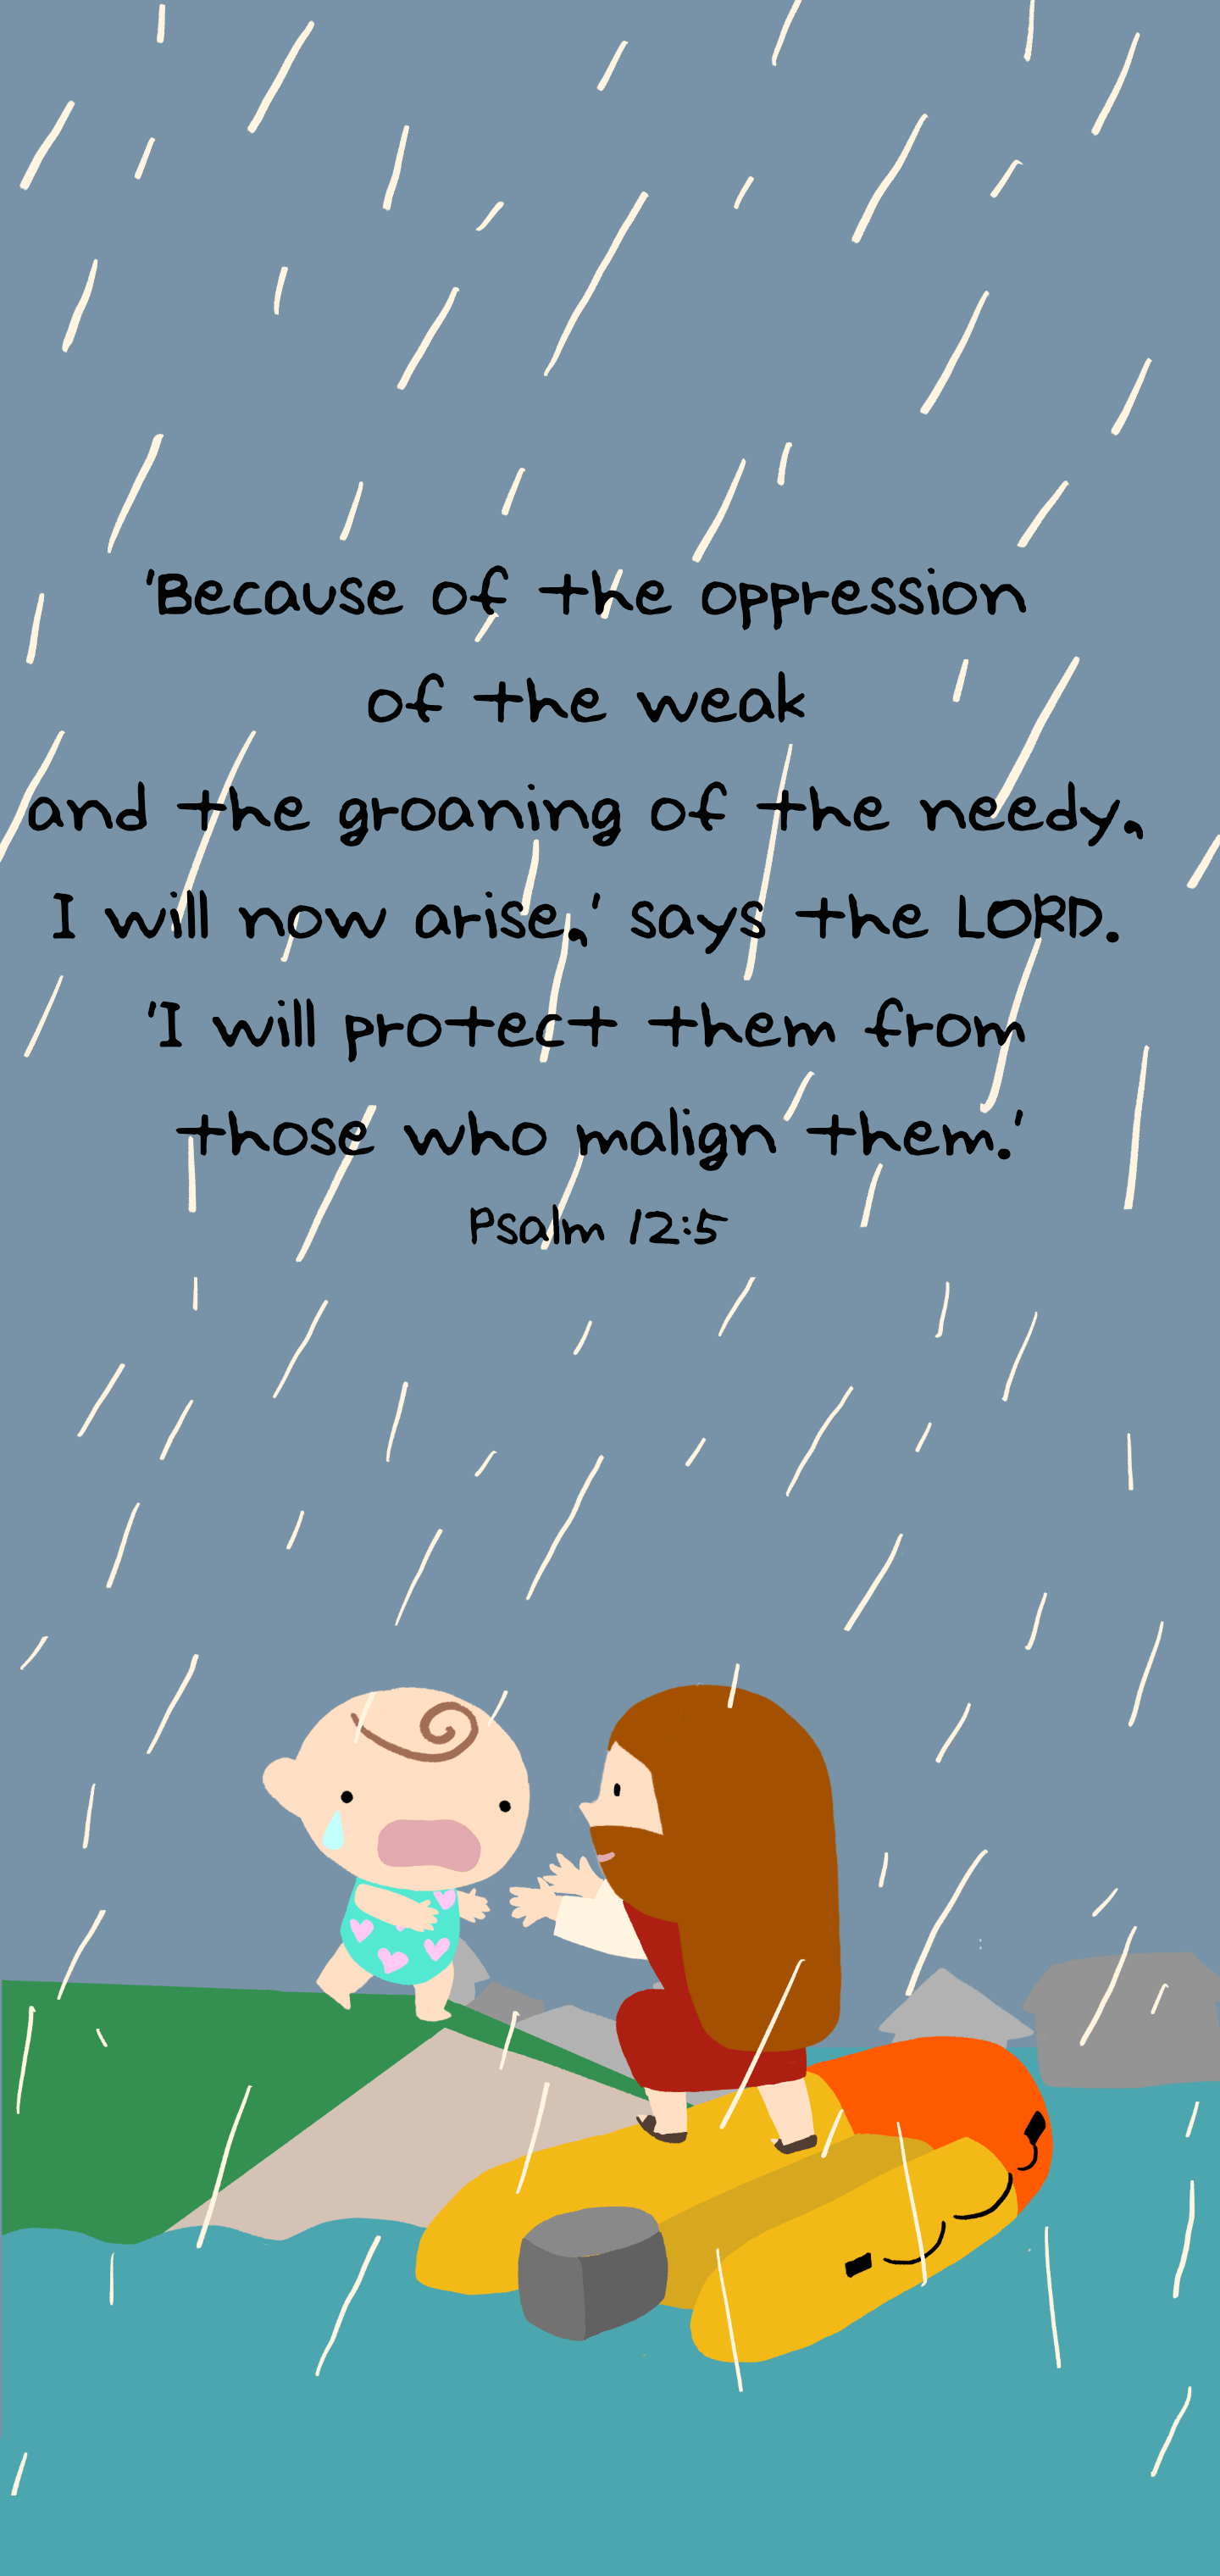 'Because of the oppression
of the weak
and the groaning of the needy,
I will now arise,' says the LORD.
'I will protect them from
those who malign them.'
Psalm 12:5